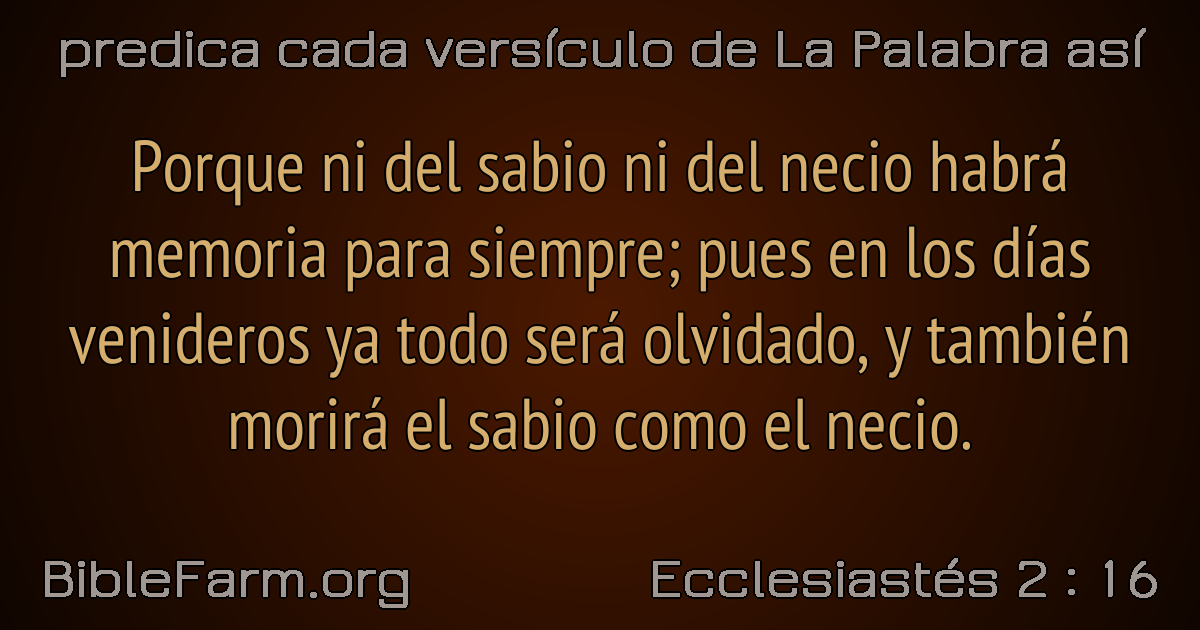 predica cada versículo de La Palabra así
Porque ni del sabio ni del necio habrá
memoria para siempre; pues en los días
venideros ya todo será olvidado, y también
morirá el sabio como el necio.
BibleFarm.org
Ecclesiastés 2 : 16